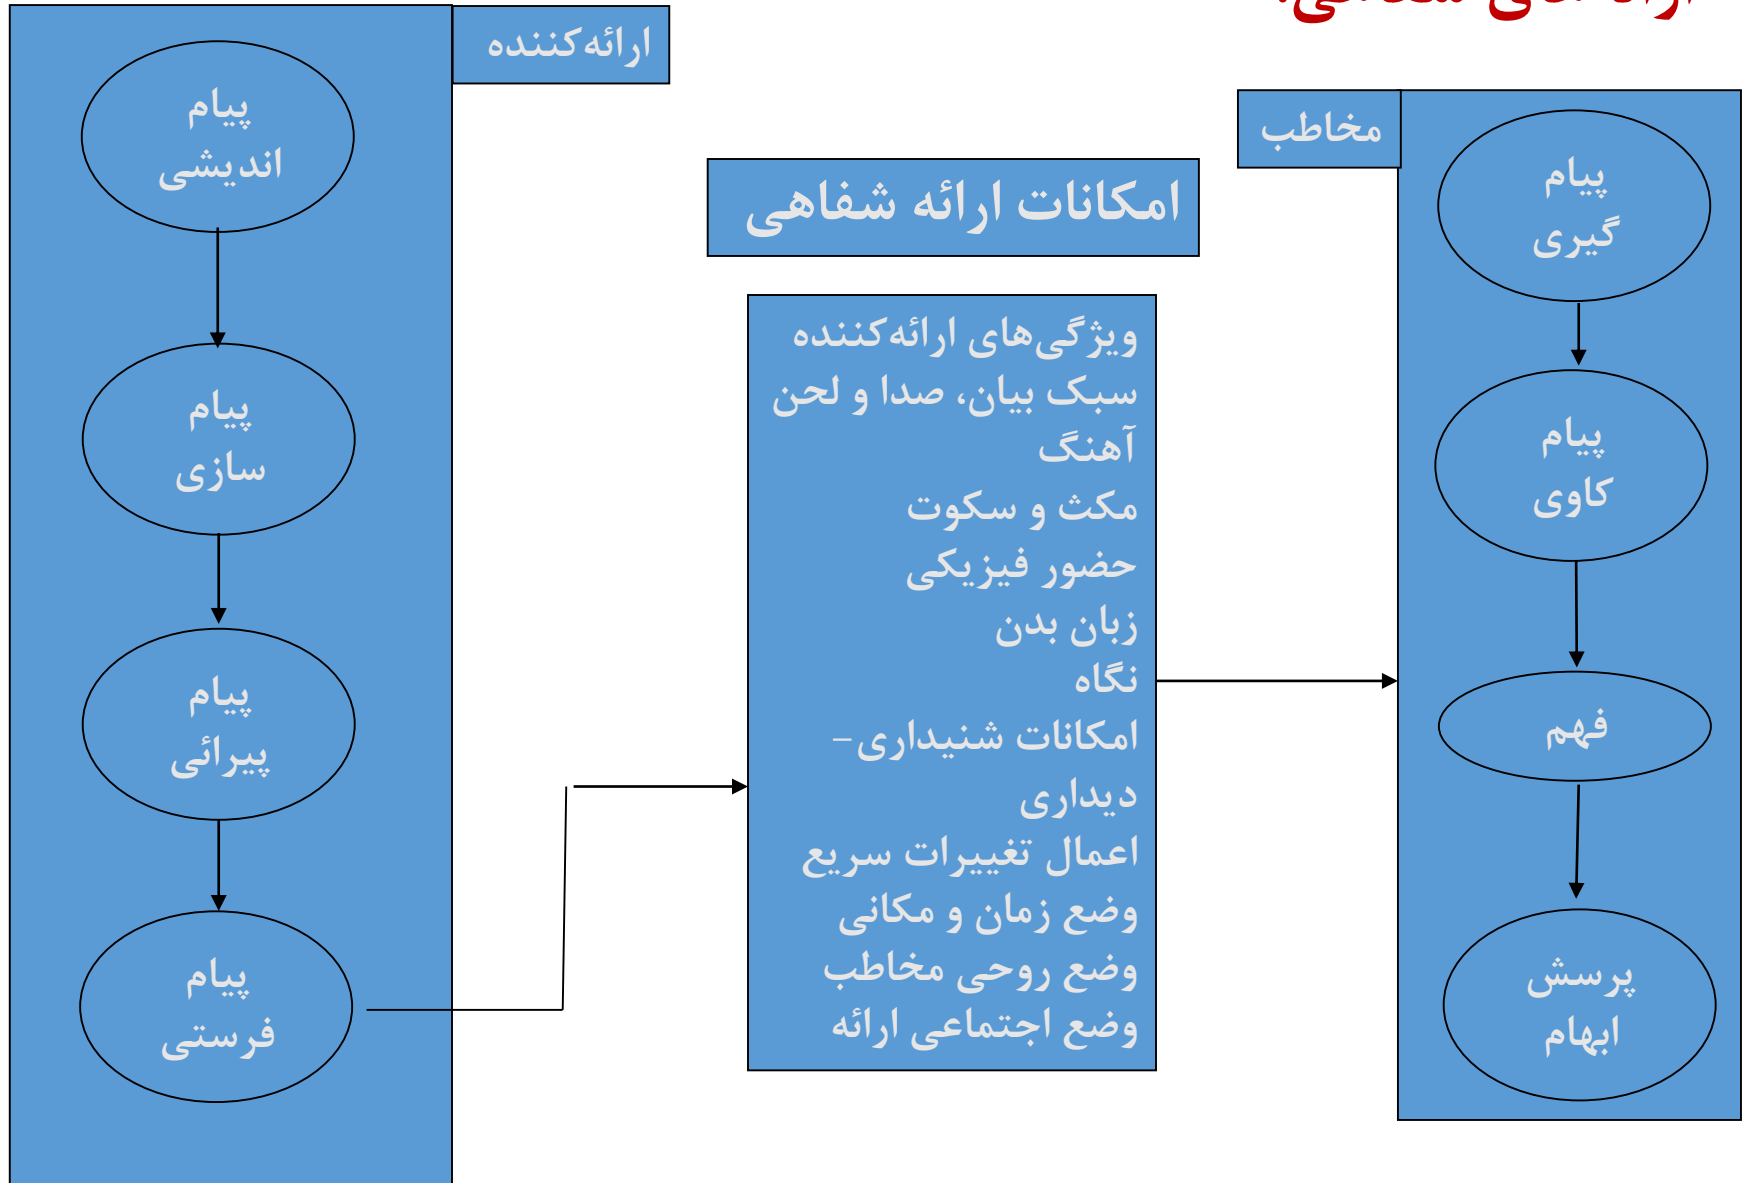 ارائه‌کننده
پیام
اندیشی
پیام
سازی
پیام
پیرائی
پیام
فرستی
امکانات ارائه شفاهی
ویژگی‌های ارائه‌کننده
سبک بیان، صدا و لحن
آهنگ
مکث و سکوت
حضور فیزیکی
زبان بدن
نگاه
امکانات شنیداری–
دیداری
اعمال تغییرات سریع
وضع زمان و مکانی
وضع روحی مخاطب
وضع اجتماعی ارائه
مخاطب
پیام
گیری
پیام
کاوی
فهم
پرسش
ابهام